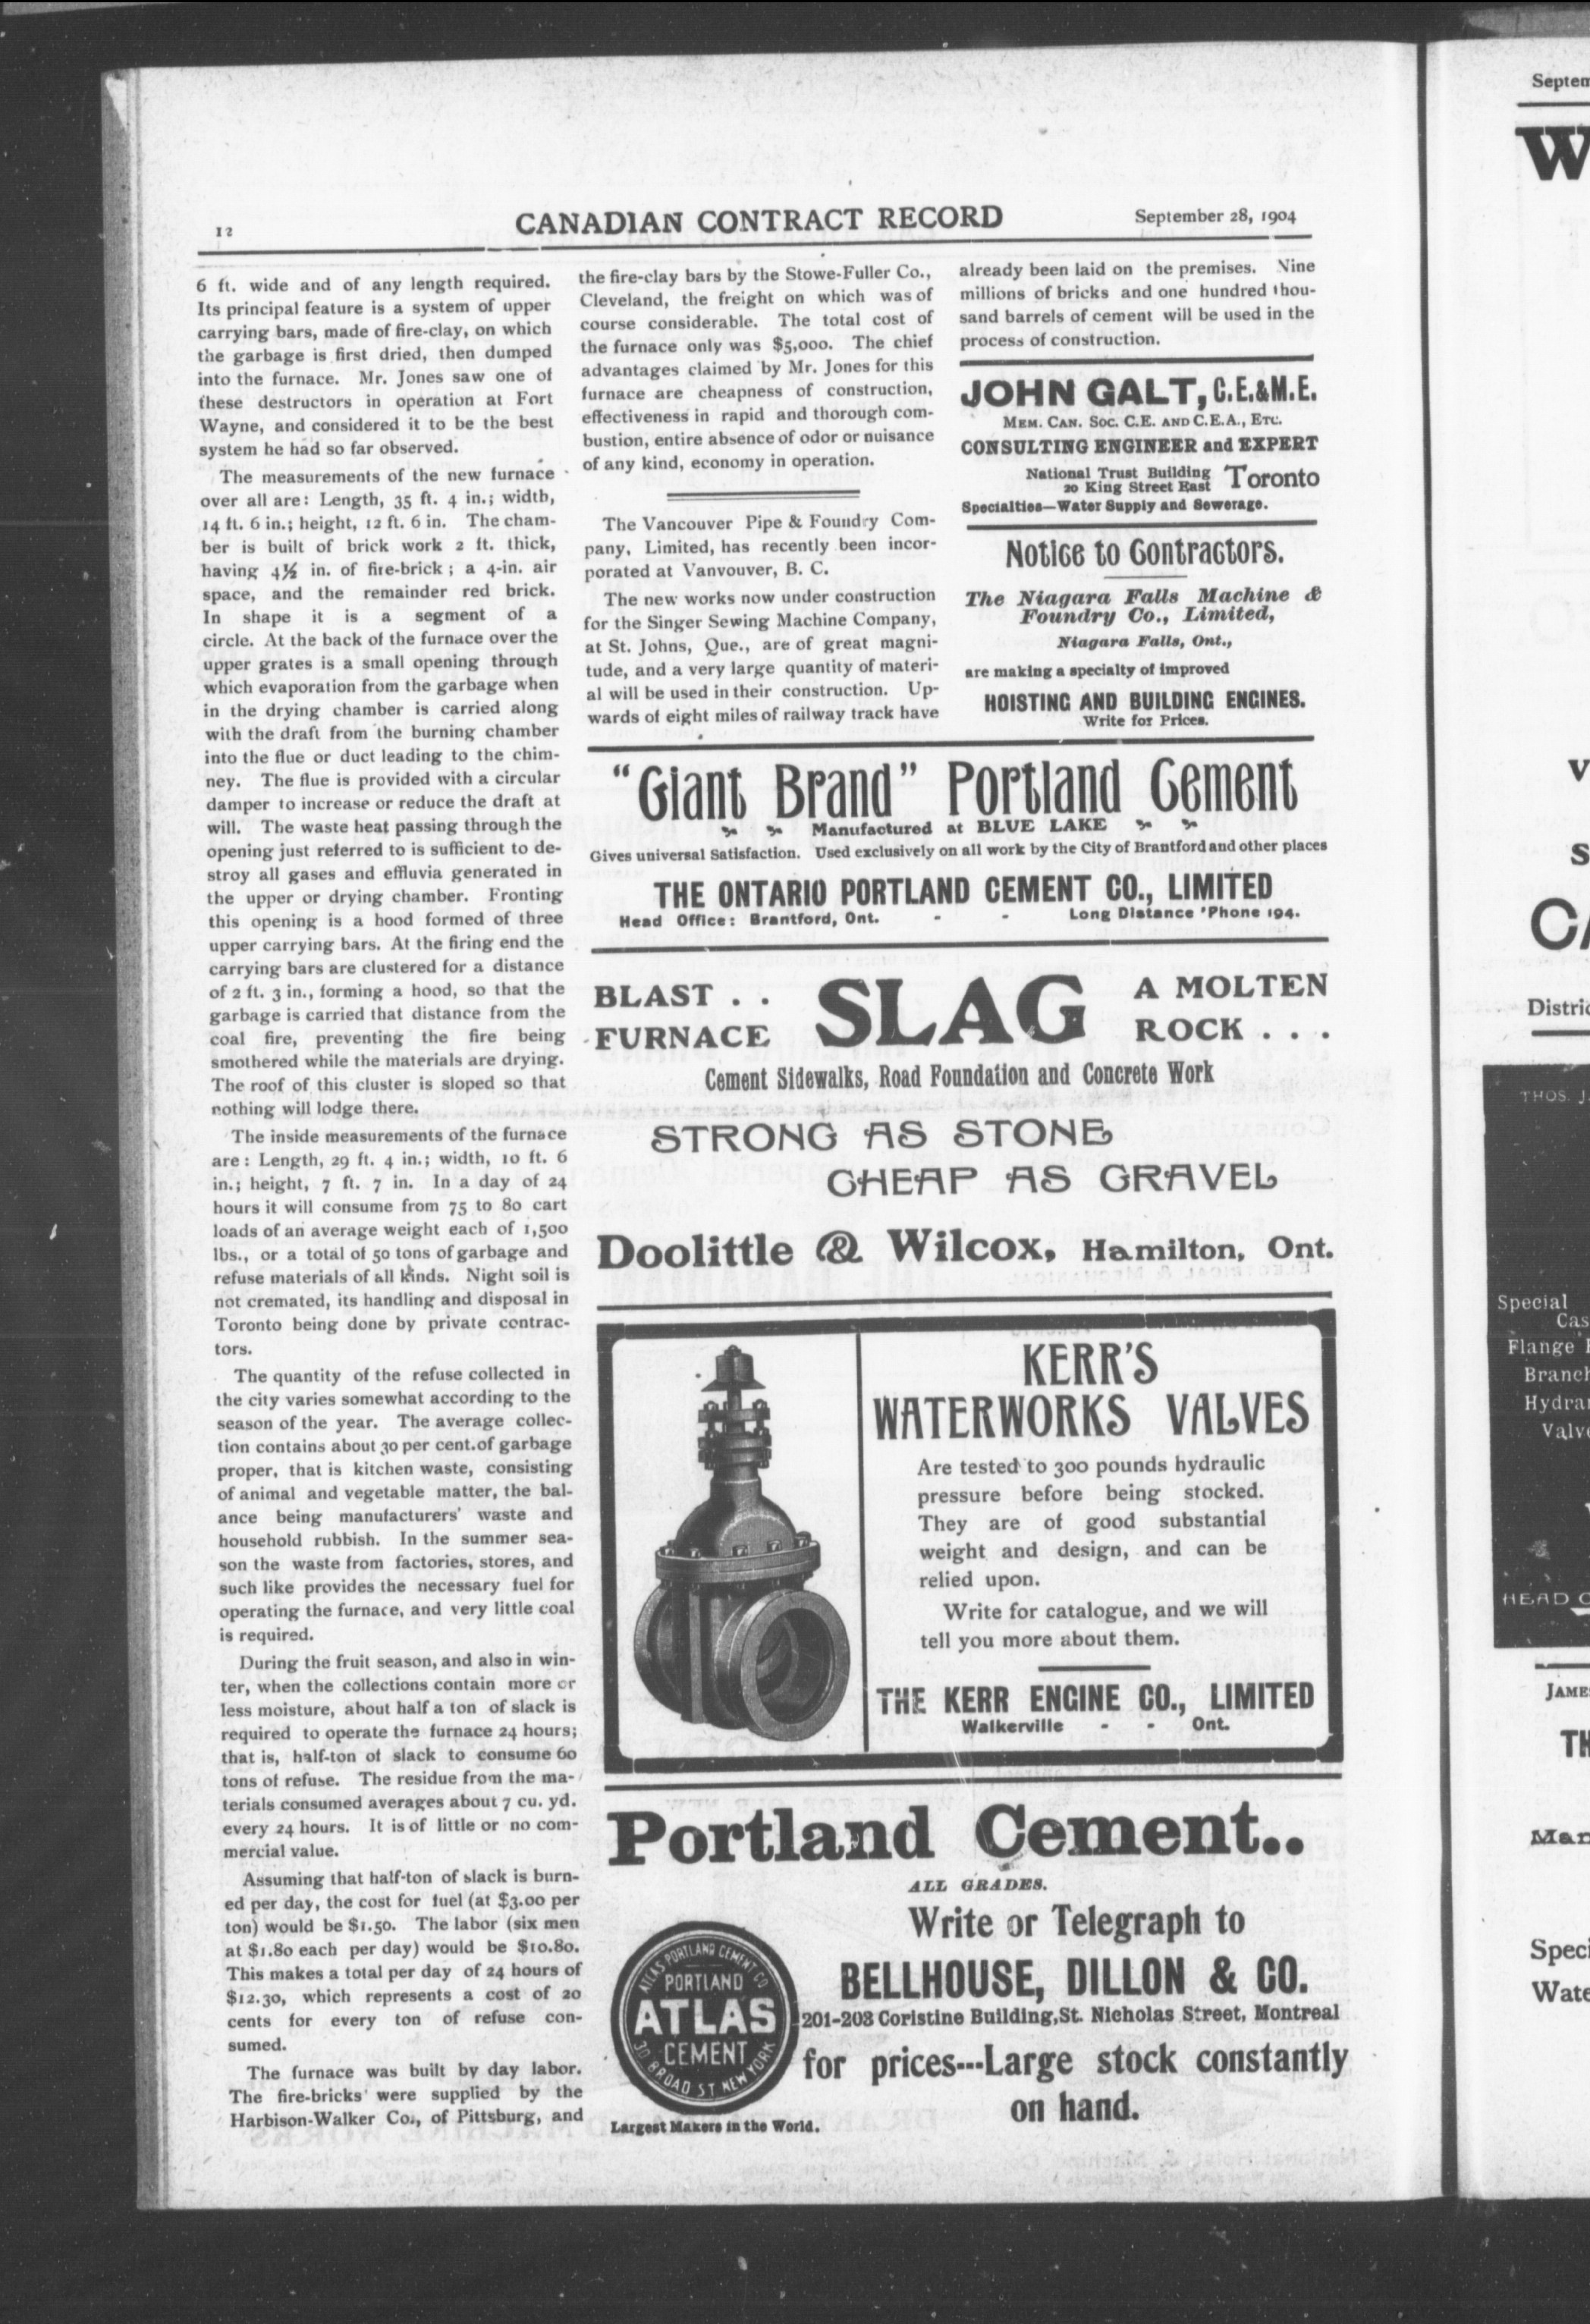 12
CANADIAN CONTRACT RECORD
September 28, 1904
6 ft. wide and of any length required.
Its principal feature is a system of upper
carrying bars, made of fire-clay, on which
the garbage is first dried, then dumped
into the furnace. Mr. Jones saw one of
these destructors in operation at Fort
Wayne, and considered it to be the best
system he had so far observed.
The measurements of the new furnace
over all are: Length, 35 ft. 4 in.; width,
14 ft. 6 in.; height, 12 ft. 6 in. The cham-
ber is built of brick work 2 ft. thick,
having 4½ in. of fire-brick; a 4-in. air
space, and the remainder red brick.
In shape it is a segment of a
circle. At the back of the furnace over the
upper grates is a small opening through
which evaporation from the garbage when
in the drying chamber is carried along
with the draft from the burning chamber
into the flue or duct leading to the chim-
ney. The flue is provided with a circular
damper to increase or reduce the draft at
will. The waste heat passing through the
opening just referred to is sufficient to de-
stroy all gases and effluvia generated in
the upper or drying chamber. Fronting
this opening is a hood formed of three
upper carrying bars. At the firing end the
carrying bars are clustered for a distance
of 2 ft. 3 in., forming a hood, so that the
garbage is carried that distance from the
coal fire, preventing the fire being
smothered while the materials are drying.
The roof of this cluster is sloped so that
nothing will lodge there.
The inside measurements of the furnace
are: Length, 29 ft. 4 in.; width, 10 ft. 6
in.; height, 7 ft. 7 in. In a day of 24
hours it will consume from 75 to 80 cart
loads of an average weight each of 1,500
lbs., or a total of 50 tons of garbage and
refuse materials of all kinds. Night soil is
not cremated, its handling and disposal in
Toronto being done by private contrac-
tors.
The quantity of the refuse collected in
the city varies somewhat according to the
season of the year. The average collec-
tion contains about 30 per cent.of garbage
proper, that is kitchen waste, consisting
of animal and vegetable matter, the bal-
ance being manufacturers' waste and
household rubbish. In the summer sea-
son the waste from factories, stores, and
such like provides the necessary fuel for
operating the furnace, and very little coal
is required.
During the fruit season, and also in win-
ter, when the collections contain more or
less moisture, about half a ton of slack is
required to operate the furnace 24 hours;
that is, half-ton of slack to consume 60
tons of refuse. The residue from the ma-
terials consumed averages about 7 cu. yd.
every 24 hours. It is of little or no com-
mercial value.
Assuming that half-ton of slack is burn-
ed per day, the cost for fuel (at $3.00 per
ton) would be $1.50. The labor (six men
at $1.80 each per day) would be $10.80.
This makes a total per day of 24 hours of
$12.30, which represents a cost of 20
cents for every ton of refuse con-
sumed.
The furnace was built by day labor.
The fire-bricks were supplied by the
Harbison-Walker Co., of Pittsburg, and
the fire-clay bars by the Stowe-Fuller Co.,
Cleveland, the freight on which was of
course considerable. The total cost of
the furnace only was $5,000. The chief
advantages claimed by Mr. Jones for this
furnace are cheapness of construction,
effectiveness in rapid and thorough com-
bustion, entire absence of odor or nuisance
of any kind, economy in operation.
The Vancouver Pipe & Foundry Com-
pany, Limited, has recently been incor-
porated at Vanvouver, B. C.
The new works now under construction
for the Singer Sewing Machine Company,
at St. Johns, Que., are of great magni-
tude, and a very large quantity of materi-
al will be used in their construction. Up-
wards of eight miles of railway track have
already been laid on the premises. Nine
millions of bricks and one hundred thou-
sand barrels of cement will be used in the
process of construction.
JOHN GALT, C.E.&M.E.
MEM. CAN. SOC. C.E. AND C.E.A., ETC.
CONSULTING ENGINEER and EXPERT
National Trust Building
20 King Street East Toronto
Specialties—Water Supply and Sewerage.
Notice to Contractors.
The Niagara Falls Machine &
Foundry Co., Limited,
Niagara Falls, Ont.,
are making a specialty of improved
HOISTING AND BUILDING ENGINES.
Write for Prices.
"Giant Brand" Portland Cement
Manufactured at BLUE LAKE
Gives universal Satisfaction. Used exclusively on all work by the City of Brantford and other places
THE ONTARIO PORTLAND CEMENT CO., LIMITED
Head Office: Brantford, Ont. - - Long Distance 'Phone 194.
BLAST . .
FURNACE
SLAG
A MOLTEN
ROCK . . .
Cement Sidewalks, Road Foundation and Concrete Work
STRONG AS STONE
CHEAP AS GRAVEL
Doolittle & Wilcox, Hamilton, Ont.
KERR'S
WATERWORKS VALVES
Are tested to 300 pounds hydraulic
pressure before being stocked.
They are of good substantial
weight and design, and can be
relied upon.
Write for catalogue, and we will
tell you more about them.
THE KERR ENGINE CO., LIMITED
Walkerville - - Ont.
Portland Cement..
ALL GRADES.
Write or Telegraph to
BELLHOUSE, DILLON & CO.
201-203 Coristine Building,St. Nicholas Street, Montreal
for prices---Large stock constantly
on hand.
ATLAS PORTLAND CEMENT CO
PORTLAND
ATLAS
CEMENT
30 BROAD ST NEW YORK
Largest Makers in the World.
Septem
W
V
S
CA
Distric
THOS. J
Special
Cas
Flange
Branch
Hydra
Valve
HEAD O
JAMES
TH
Man
Speci
Wate